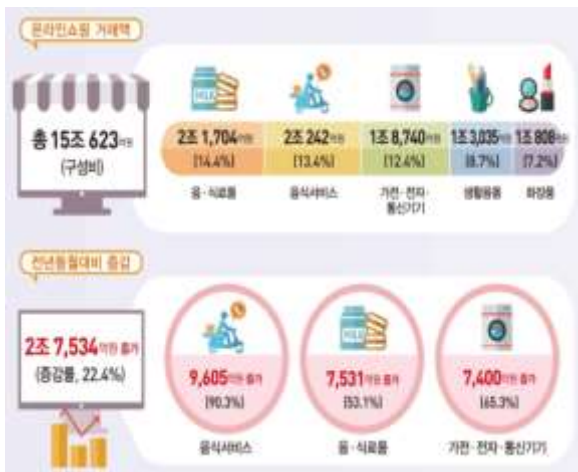 온라인쇼핑 거래액
총 15조 623억원
(구성비)
MILK
2조 1,704억원
(14.4%)
음·식료품
2조 242억원
(13.4%)
음식서비스
1조 8,740억원
(12.4%)
가전·전자·
통신기기
1조 3,035억원
(8.7%)
생활용품
1조 808억원
(7.2%)
화장품
전년동월대비 증감
2조 7,534억원 증가
(증감률, 22.4%)
9,605억원 증가
(90.3%)
음식서비스
MILK
7,531억원 증가
(53.1%)
음·식료품
7,400억원 증가
(65.3%)
가전·전자·통신기기